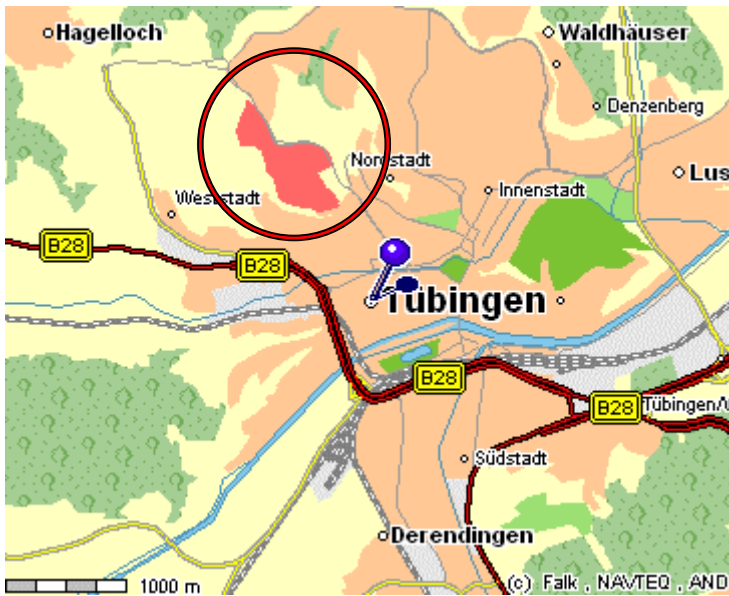 Hagelloch
Waldhäuser
Denzenberg
Nordstadt
Lus
Innenstadt
Weststadt
B28
B28
Tübingen
B28
B28
Tübingen/
Südstadt
Derendingen
1000 m
(c) Falk , NAVTEQ , AND